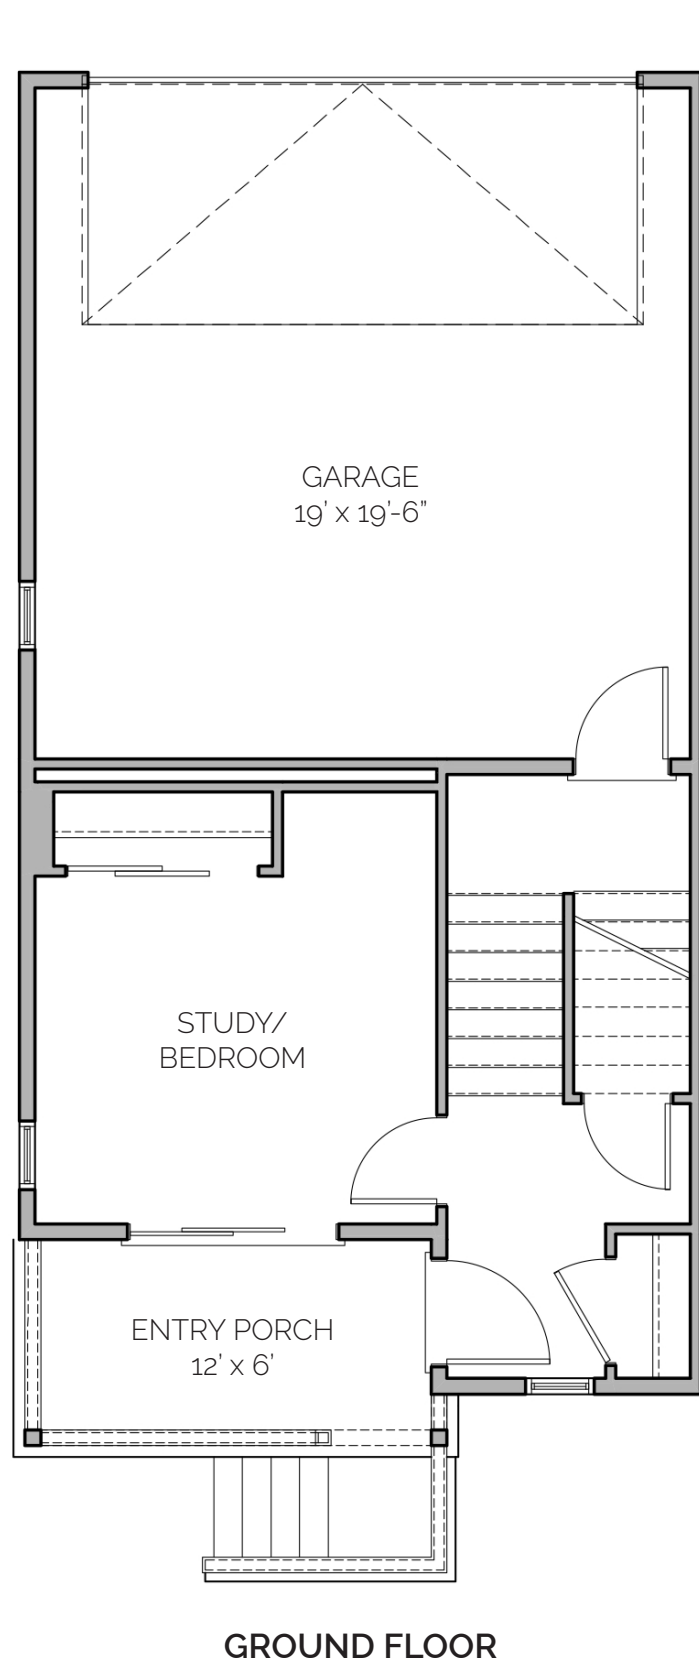 GARAGE
19’ x 19’-6”
STUDY/
BEDROOM
ENTRY PORCH
12’ x 6’
GROUND FLOOR